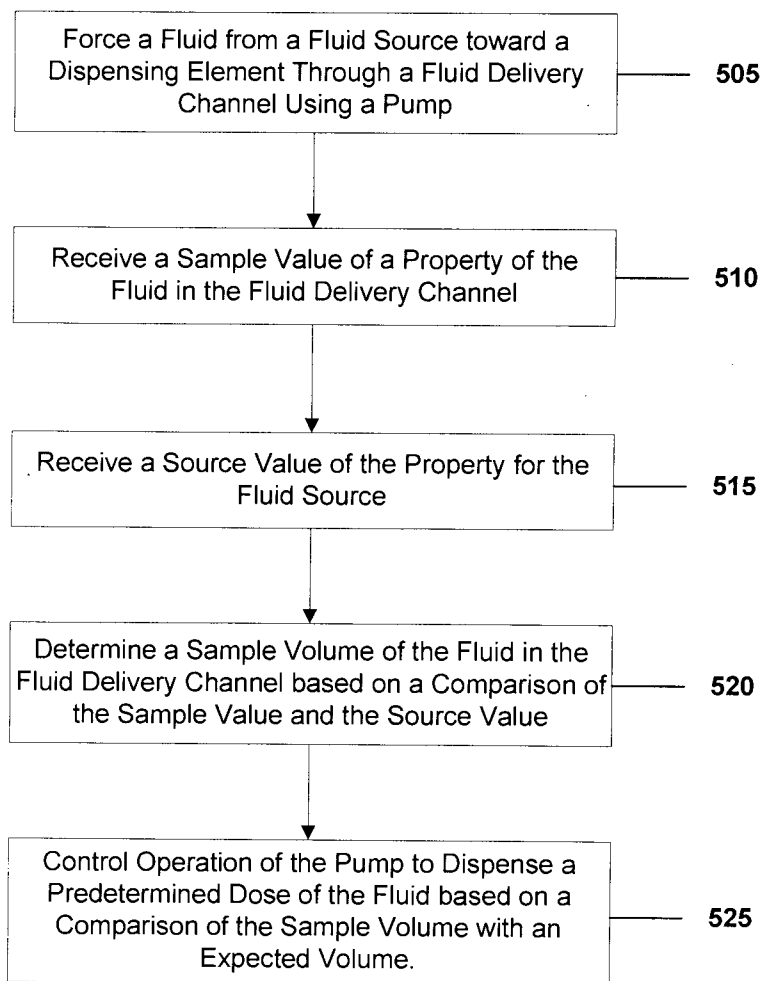 Force a Fluid from a Fluid Source toward a
Dispensing Element Through a Fluid Delivery
Channel Using a Pump
505
Receive a Sample Value of a Property of the
Fluid in the Fluid Delivery Channel
510
Receive a Source Value of the Property for the
Fluid Source
515
Determine a Sample Volume of the Fluid in the
Fluid Delivery Channel based on a Comparison of
the Sample Value and the Source Value
520
Control Operation of the Pump to Dispense a
Predetermined Dose of the Fluid based on a
Comparison of the Sample Volume with an
Expected Volume.
525